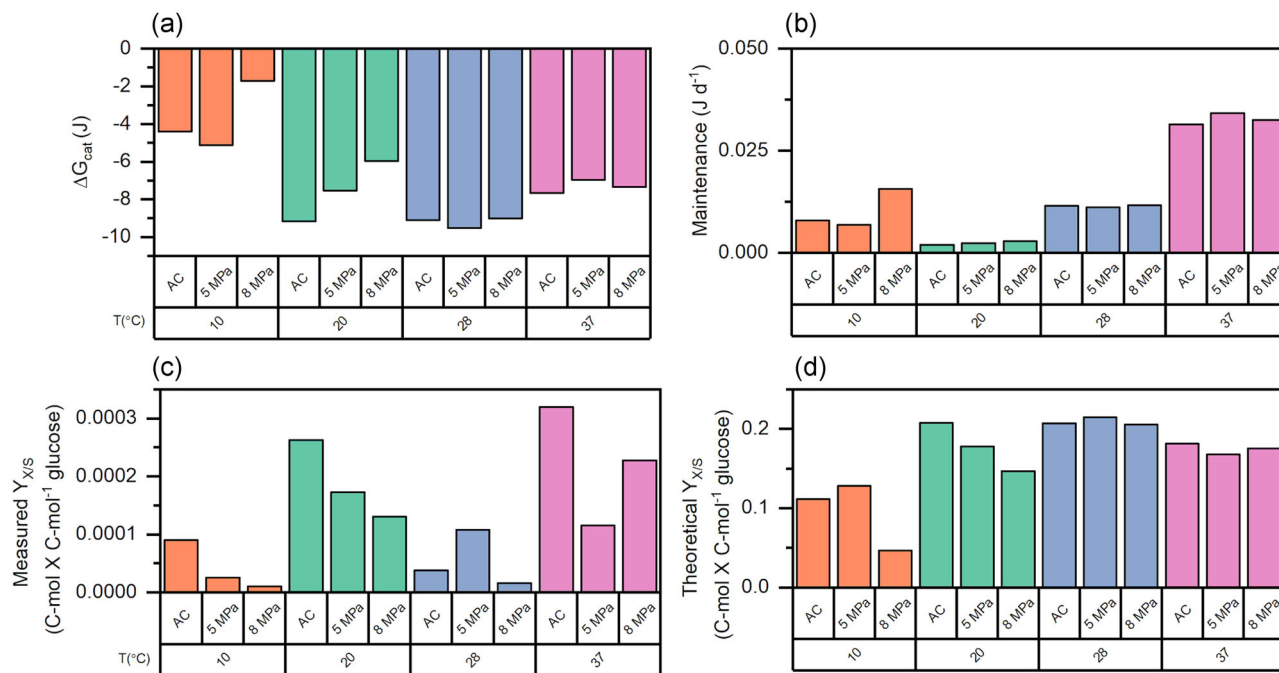 (a)
0
-2
-4
-6
-8
-10
ΔG_cat (J)
AC 5 MPa 8 MPa AC 5 MPa 8 MPa AC 5 MPa 8 MPa AC 5 MPa 8 MPa
T(°C) 10 20 28 37
(b)
0.050
0.025
0.000
Maintenance (J d⁻¹)
AC 5 MPa 8 MPa AC 5 MPa 8 MPa AC 5 MPa 8 MPa AC 5 MPa 8 MPa
10 20 28 37
(c)
0.0003
0.0002
0.0001
0.0000
Measured Y_X/S
(C-mol X C-mol⁻¹ glucose)
AC 5 MPa 8 MPa AC 5 MPa 8 MPa AC 5 MPa 8 MPa AC 5 MPa 8 MPa
T(°C) 10 20 28 37
(d)
0.2
0.1
0.0
Theoretical Y_X/S
(C-mol X C-mol⁻¹ glucose)
AC 5 MPa 8 MPa AC 5 MPa 8 MPa AC 5 MPa 8 MPa AC 5 MPa 8 MPa
10 20 28 37